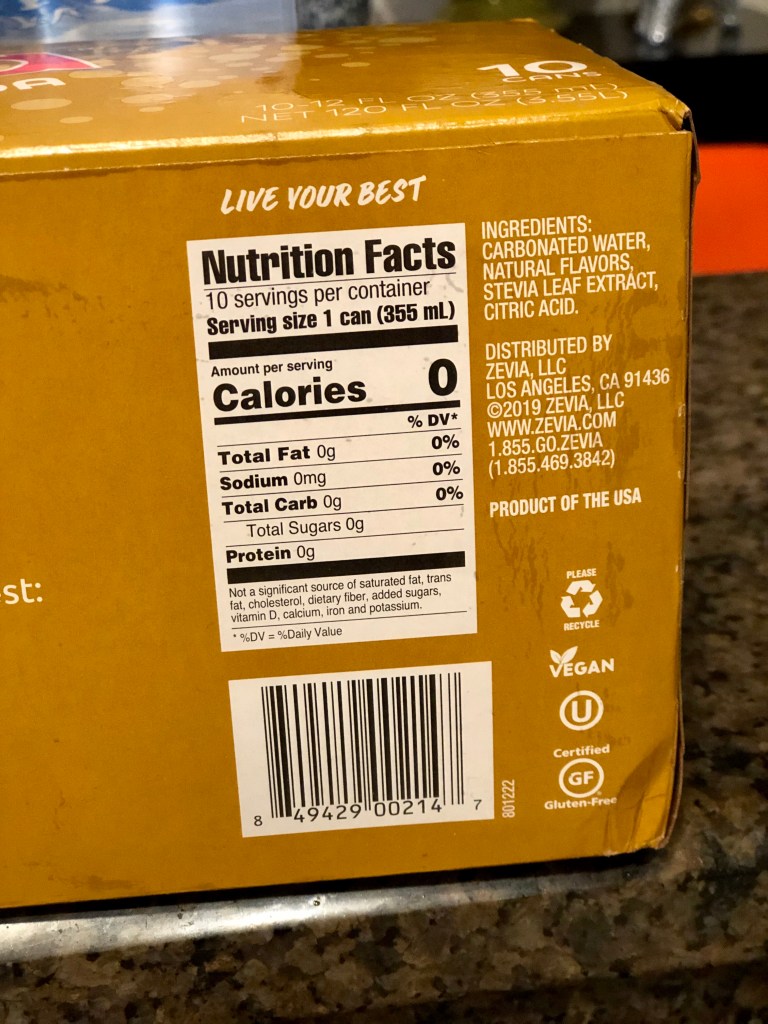 10
CANS
10-12 FL OZ (355 mL)
NET 120 FL OZ (3.55L)
LIVE YOUR BEST
Nutrition Facts
10 servings per container
Serving size 1 can (355 mL)
Amount per serving
Calories 0
% DV*
Total Fat 0g 0%
Sodium 0mg 0%
Total Carb 0g 0%
Total Sugars 0g
Protein 0g
Not a significant source of saturated fat, trans
fat, cholesterol, dietary fiber, added sugars,
vitamin D, calcium, iron and potassium.
* %DV = %Daily Value
INGREDIENTS:
CARBONATED WATER,
NATURAL FLAVORS,
STEVIA LEAF EXTRACT,
CITRIC ACID.
DISTRIBUTED BY
ZEVIA, LLC
LOS ANGELES, CA 91436
©2019 ZEVIA, LLC
WWW.ZEVIA.COM
1.855.GO.ZEVIA
(1.855.469.3842)
PRODUCT OF THE USA
st:
PLEASE
RECYCLE
VEGAN
U
Certified
GF
Gluten-Free
8 49429 00214 7
801222